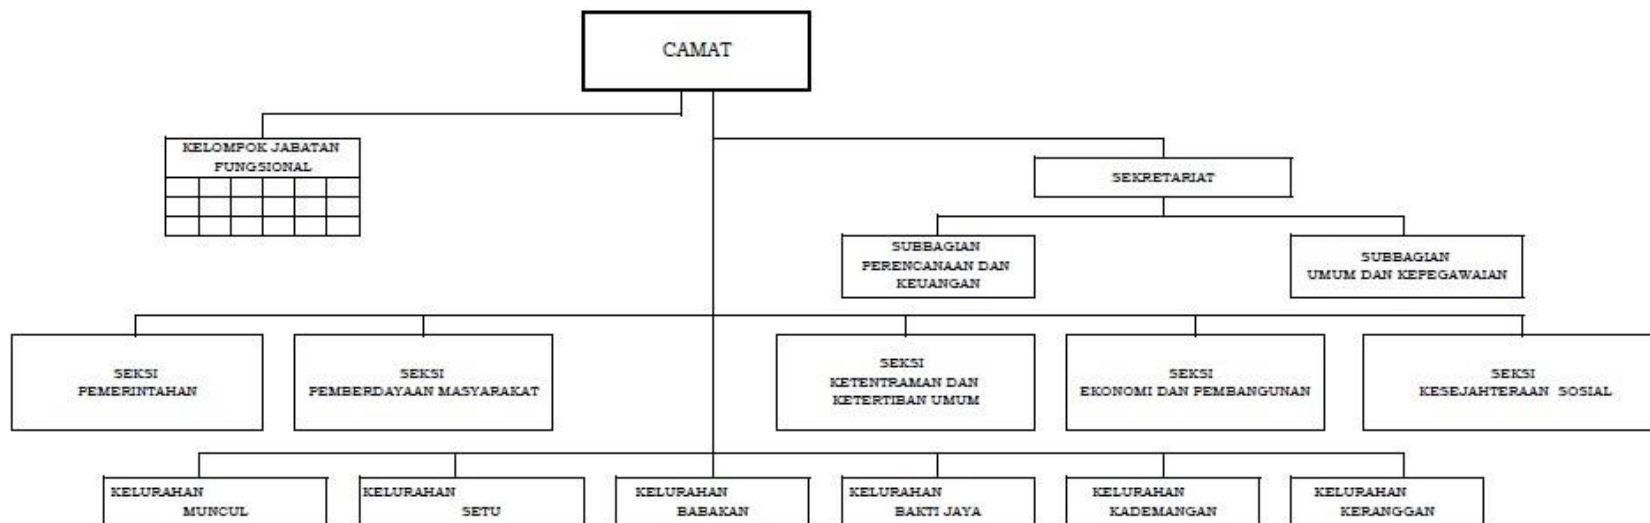 CAMAT
KELOMPOK JABATAN
FUNGSIONAL
SEKRETARIAT
SUBBAGIAN
PERENCANAAN DAN
KEUANGAN
SUBBAGIAN
UMUM DAN KEPEGAWAIAN
SEKSI
PEMERINTAHAN
SEKSI
PEMBERDAYAAN MASYARAKAT
SEKSI
KETENTRAMAN DAN
KETERTIBAN UMUM
SEKSI
EKONOMI DAN PEMBANGUNAN
SEKSI
KESEJAHTERAAN SOSIAL
KELURAHAN
MUNCUL
KELURAHAN
SETU
KELURAHAN
BABAKAN
KELURAHAN
BAKTI JAYA
KELURAHAN
KADEMANGAN
KELURAHAN
KERANGGAN